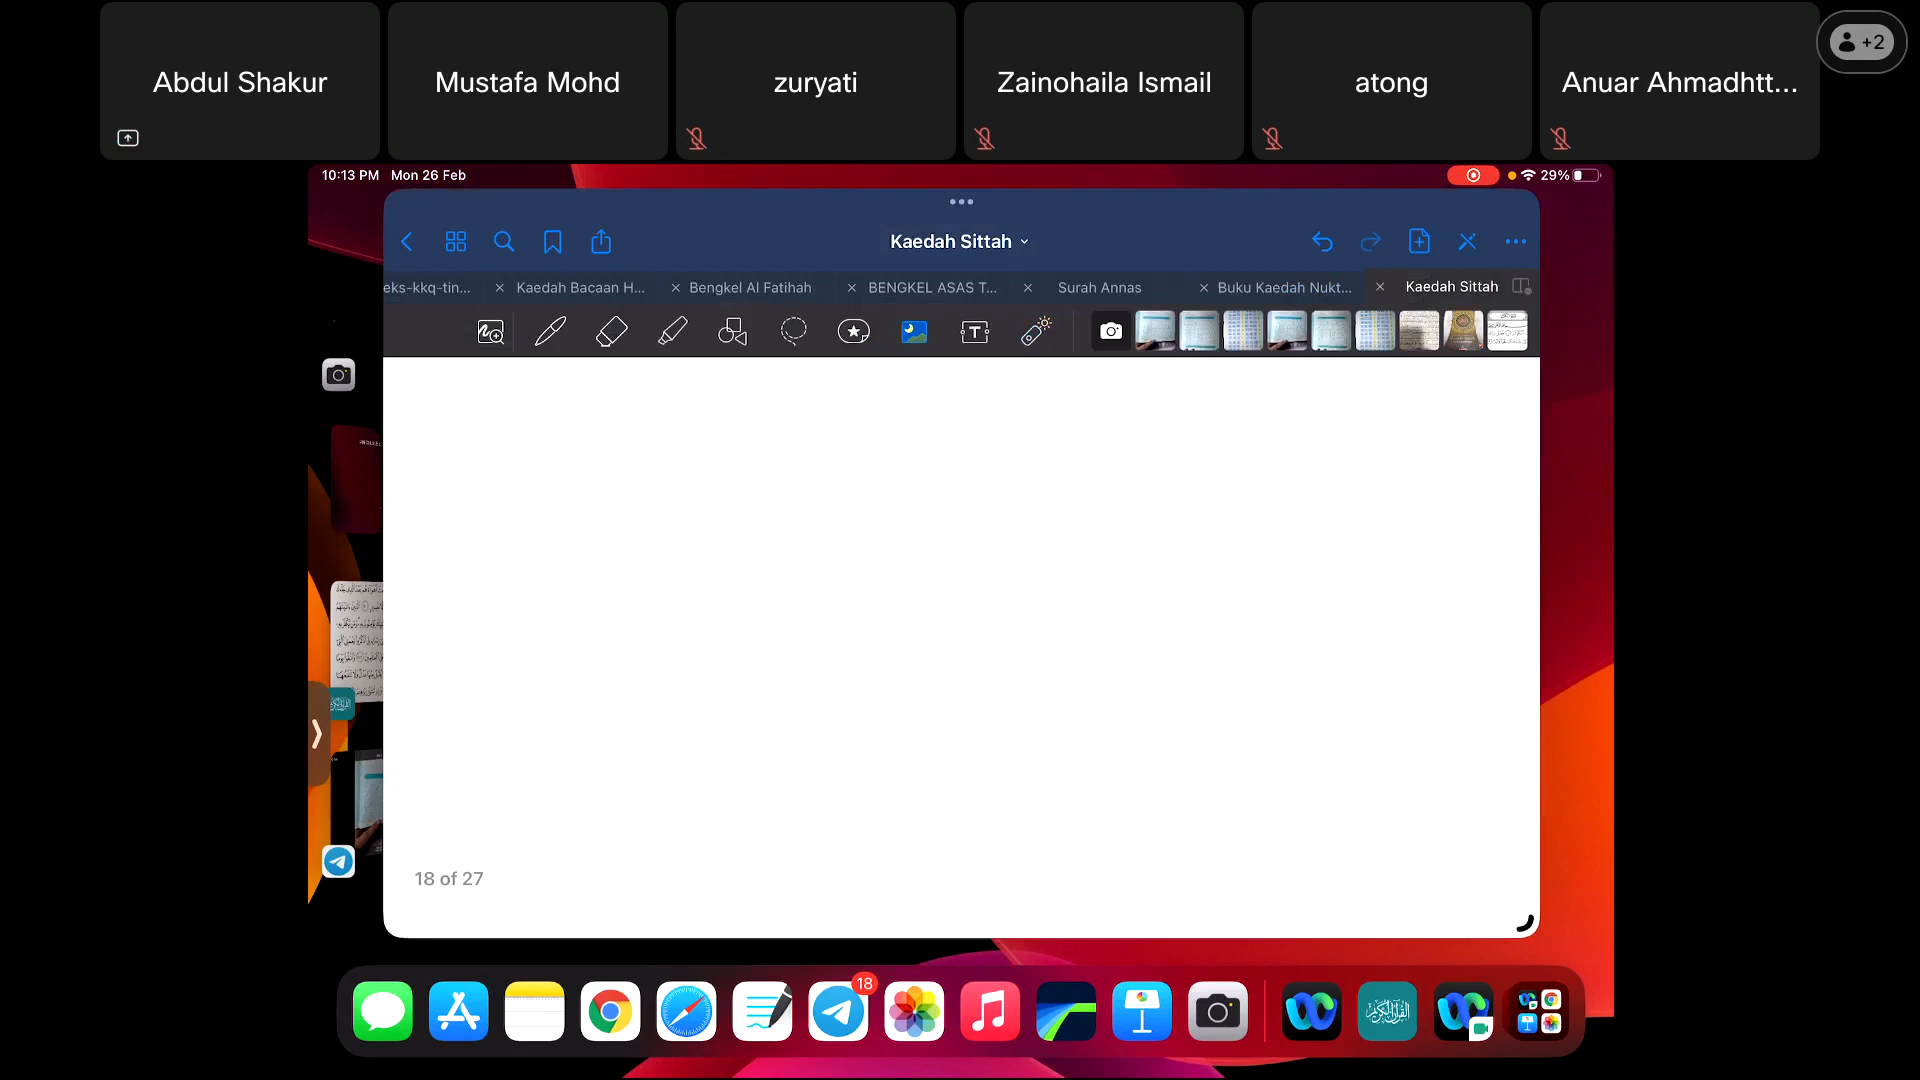 Abdul Shakur
Mustafa Mohd
zuryati
Zainohaila Ismail
atong
Anuar Ahmadhtt...
+2
10:13 PM Mon 26 Feb
29%
Kaedah Sittah
eks-kkq-tin...
Kaedah Bacaan H...
Bengkel Al Fatihah
BENGKEL ASAS T...
Surah Annas
Buku Kaedah Nukt...
Kaedah Sittah
18 of 27
18